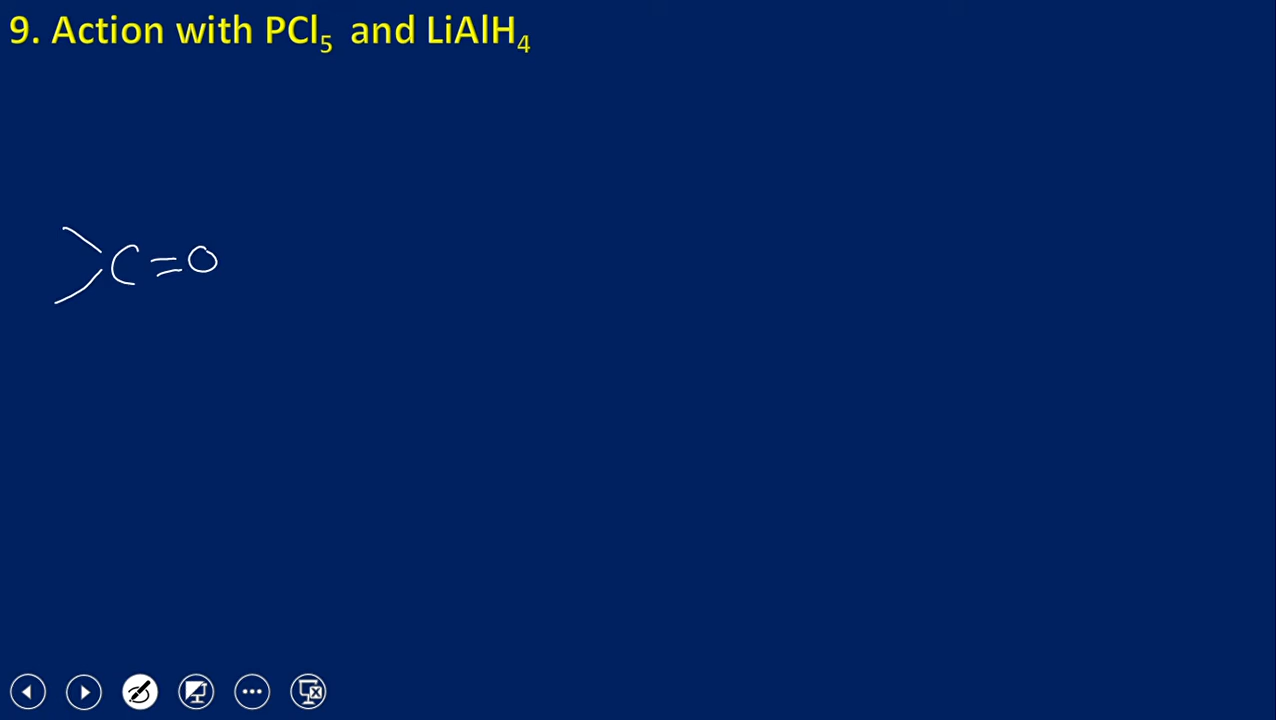 9. Action with PCl₅ and LiAlH₄
>C=O